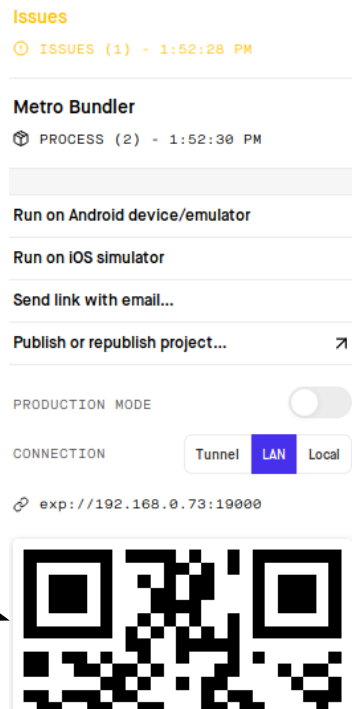 Issues
ISSUES (1) - 1:52:28 PM
Metro Bundler
PROCESS (2) - 1:52:30 PM
Run on Android device/emulator
Run on iOS simulator
Send link with email...
Publish or republish project...
PRODUCTION MODE
CONNECTION Tunnel LAN Local
exp://192.168.0.73:19000